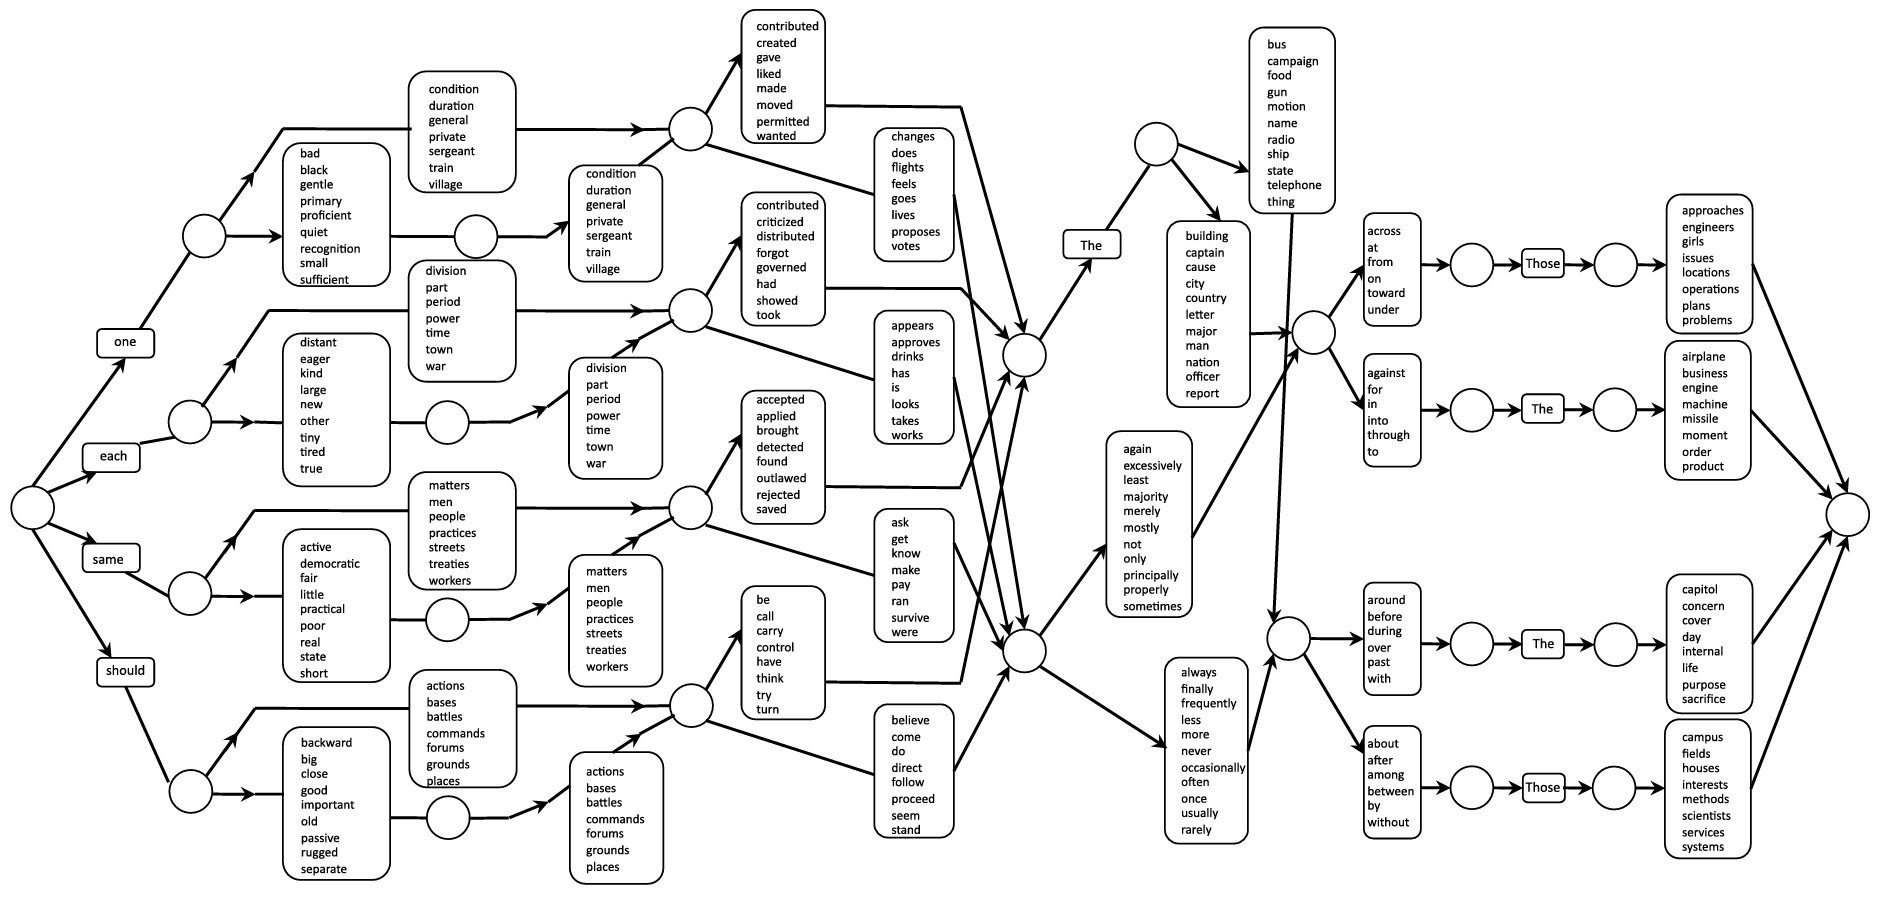 one
each
same
should
bad
black
gentle
primary
proficient
quiet
recognition
small
sufficient
distant
eager
kind
large
new
other
tiny
tired
true
active
democratic
fair
little
practical
poor
real
state
short
backward
big
close
good
important
old
passive
rugged
separate
condition
duration
general
private
sergeant
train
village
division
part
period
power
time
town
war
matters
men
people
practices
streets
treaties
workers
actions
bases
battles
commands
forums
grounds
places
condition
duration
general
private
sergeant
train
village
division
part
period
power
time
town
war
matters
men
people
practices
streets
treaties
workers
actions
bases
battles
commands
forums
grounds
places
contributed
created
gave
liked
made
moved
permitted
wanted
contributed
criticized
distributed
forgot
governed
had
showed
took
accepted
applied
brought
detected
found
outlawed
rejected
saved
be
call
carry
control
have
think
try
turn
changes
does
flights
feels
goes
lives
proposes
votes
appears
approves
drinks
has
is
looks
takes
works
ask
get
know
make
pay
ran
survive
were
believe
come
do
direct
follow
proceed
seem
stand
The
again
excessively
least
majority
merely
mostly
not
only
principally
properly
sometimes
bus
campaign
food
gun
motion
name
radio
ship
state
telephone
thing
building
captain
cause
city
country
letter
major
man
nation
officer
report
always
finally
frequently
less
more
never
occasionally
often
once
usually
rarely
across
at
from
on
toward
under
against
for
in
into
through
to
around
before
during
over
past
with
about
after
among
between
by
without
Those
The
The
Those
approaches
engineers
girls
issues
locations
operations
plans
problems
airplane
business
engine
machine
missile
moment
order
product
capitol
concern
cover
day
internal
life
purpose
sacrifice
campus
fields
houses
interests
methods
scientists
services
systems